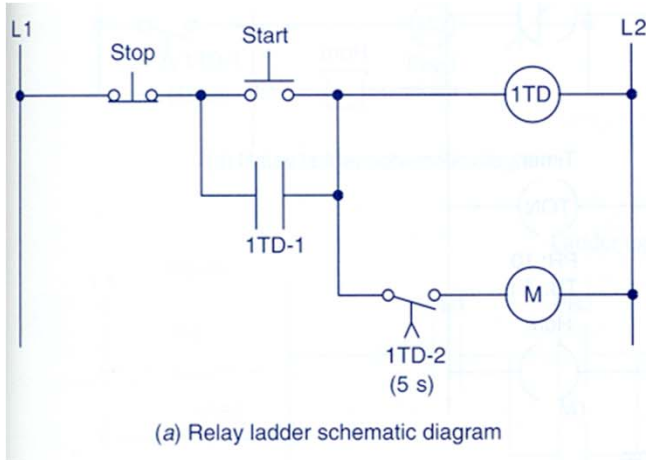 L1
L2
Stop
Start
1TD
1TD-1
M
1TD-2
(5 s)
(a) Relay ladder schematic diagram